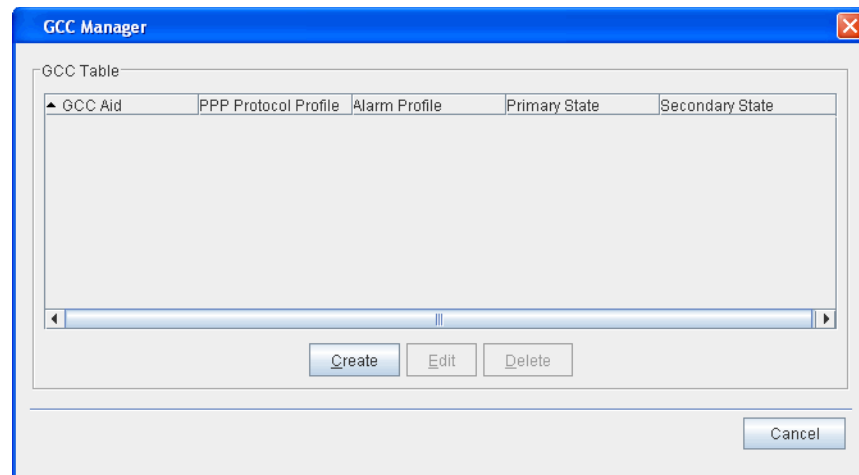 GCC Manager
GCC Table
GCC Aid PPP Protocol Profile Alarm Profile Primary State Secondary State
Create Edit Delete
Cancel